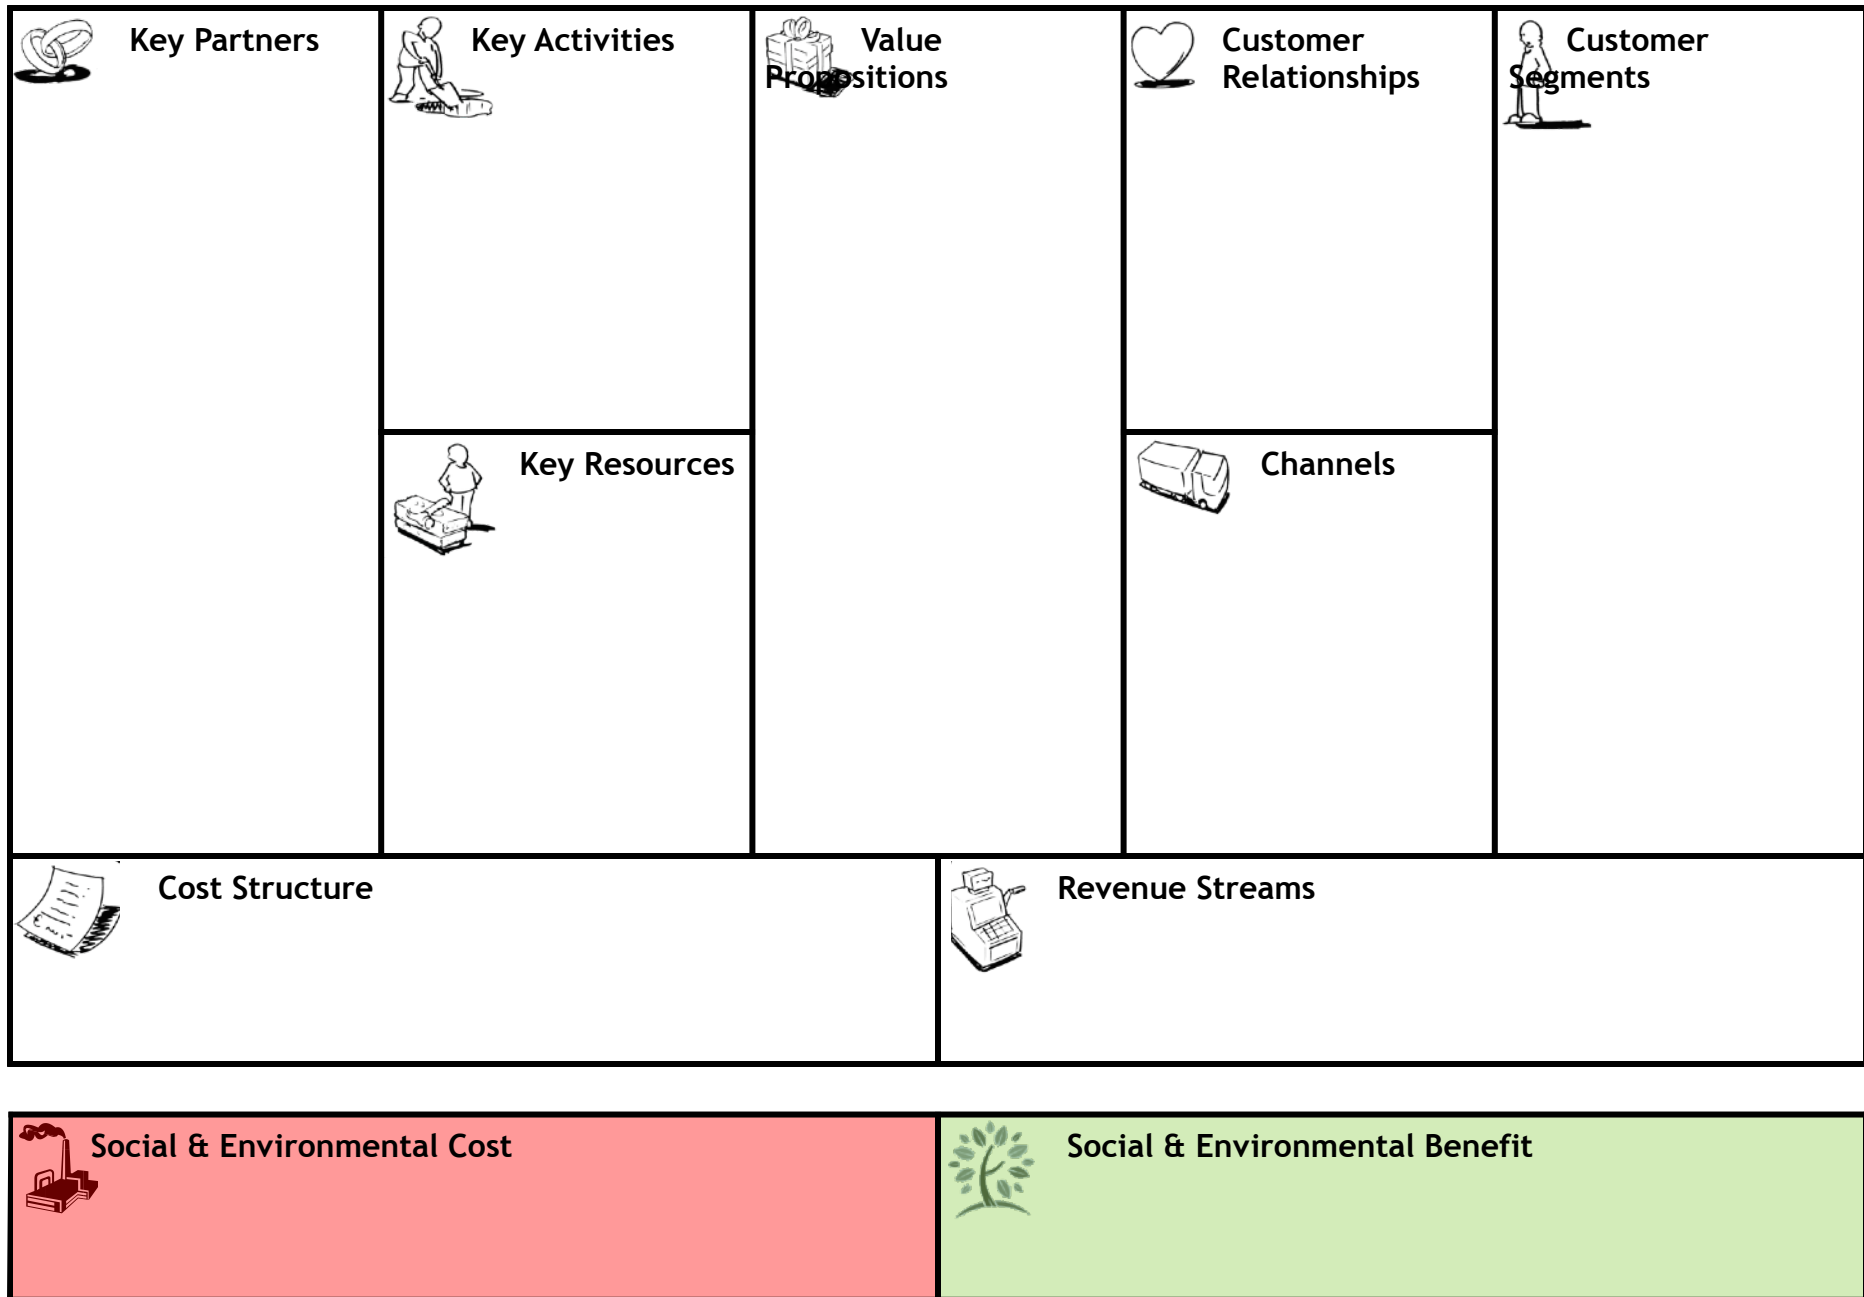 Key Partners
Key Activities
Value
Propositions
Customer
Relationships
Customer
Segments
Key Resources
Channels
Cost Structure
Revenue Streams
Social & Environmental Cost
Social & Environmental Benefit